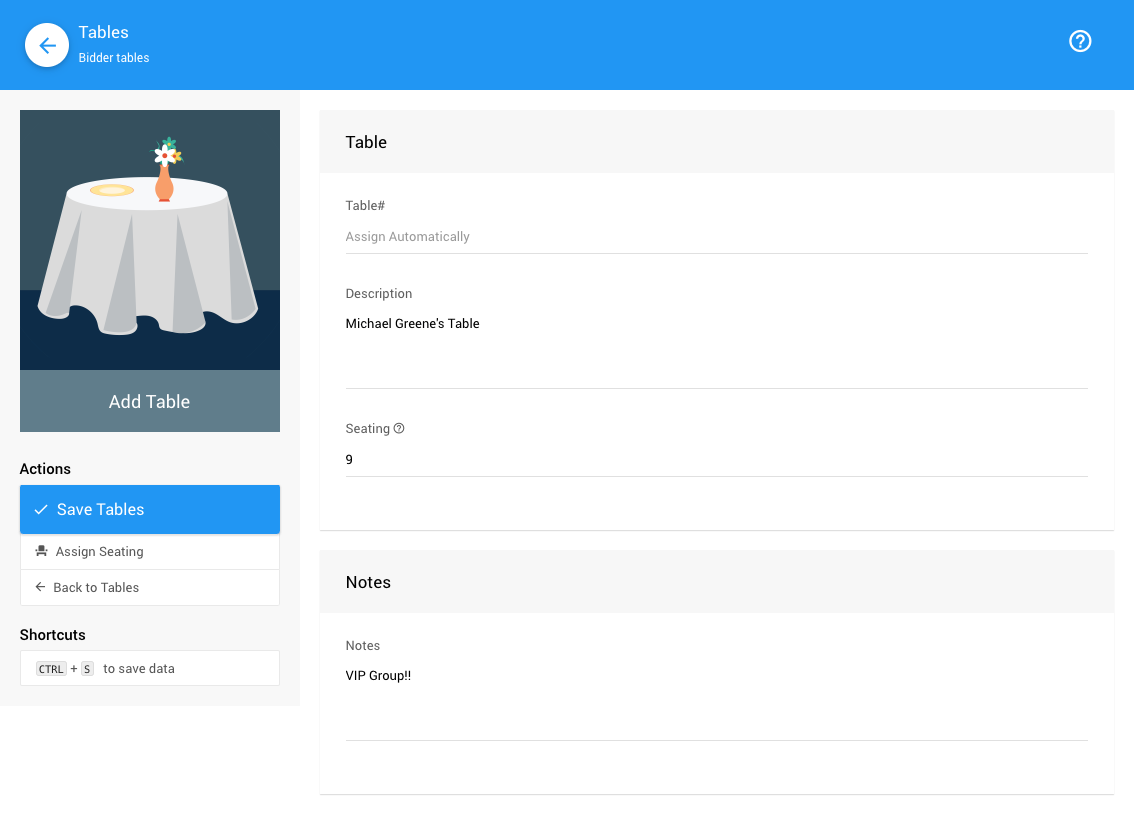 Tables
Bidder tables
Add Table
Actions
Save Tables
Assign Seating
Back to Tables
Shortcuts
CTRL + S to save data
Table
Table#
Assign Automatically
Description
Michael Greene's Table
Seating
9
Notes
Notes
VIP Group!!